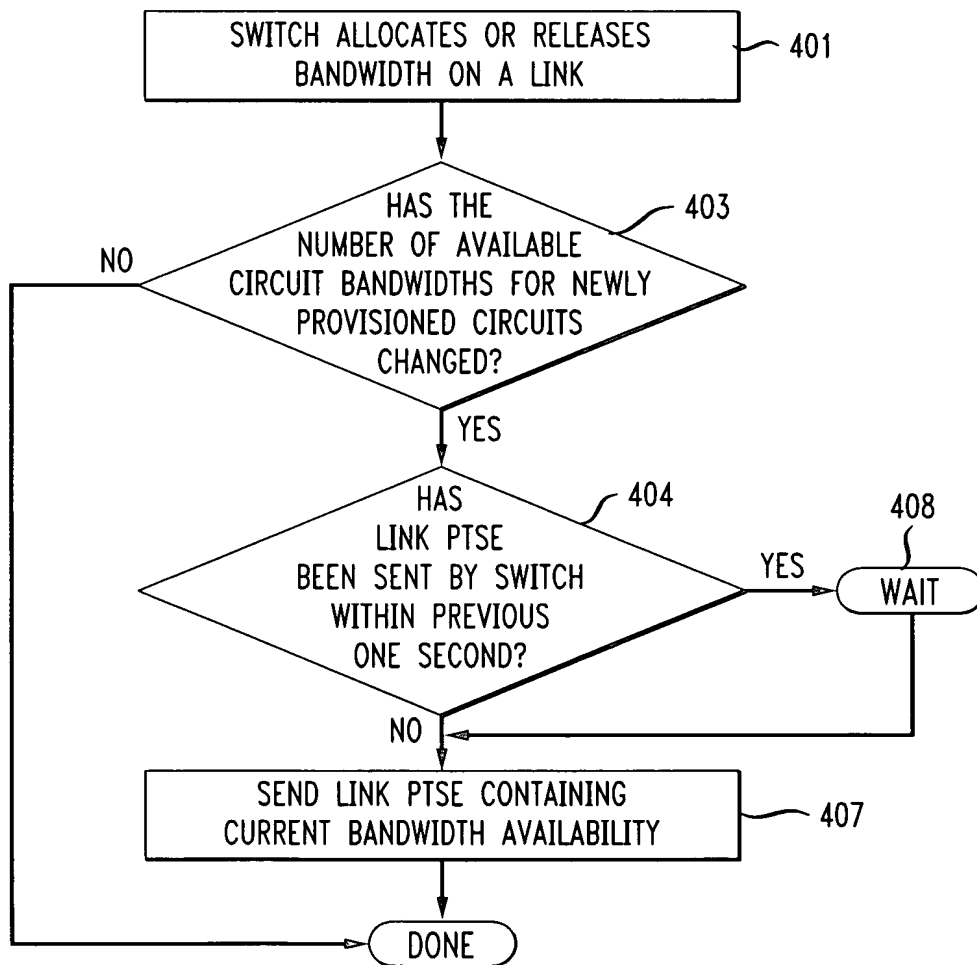 SWITCH ALLOCATES OR RELEASES
BANDWIDTH ON A LINK
401
HAS THE
NUMBER OF AVAILABLE
CIRCUIT BANDWIDTHS FOR NEWLY
PROVISIONED CIRCUITS
CHANGED?
403
NO
YES
HAS
LINK PTSE
BEEN SENT BY SWITCH
WITHIN PREVIOUS
ONE SECOND?
404
YES
408
WAIT
NO
SEND LINK PTSE CONTAINING
CURRENT BANDWIDTH AVAILABILITY
407
DONE